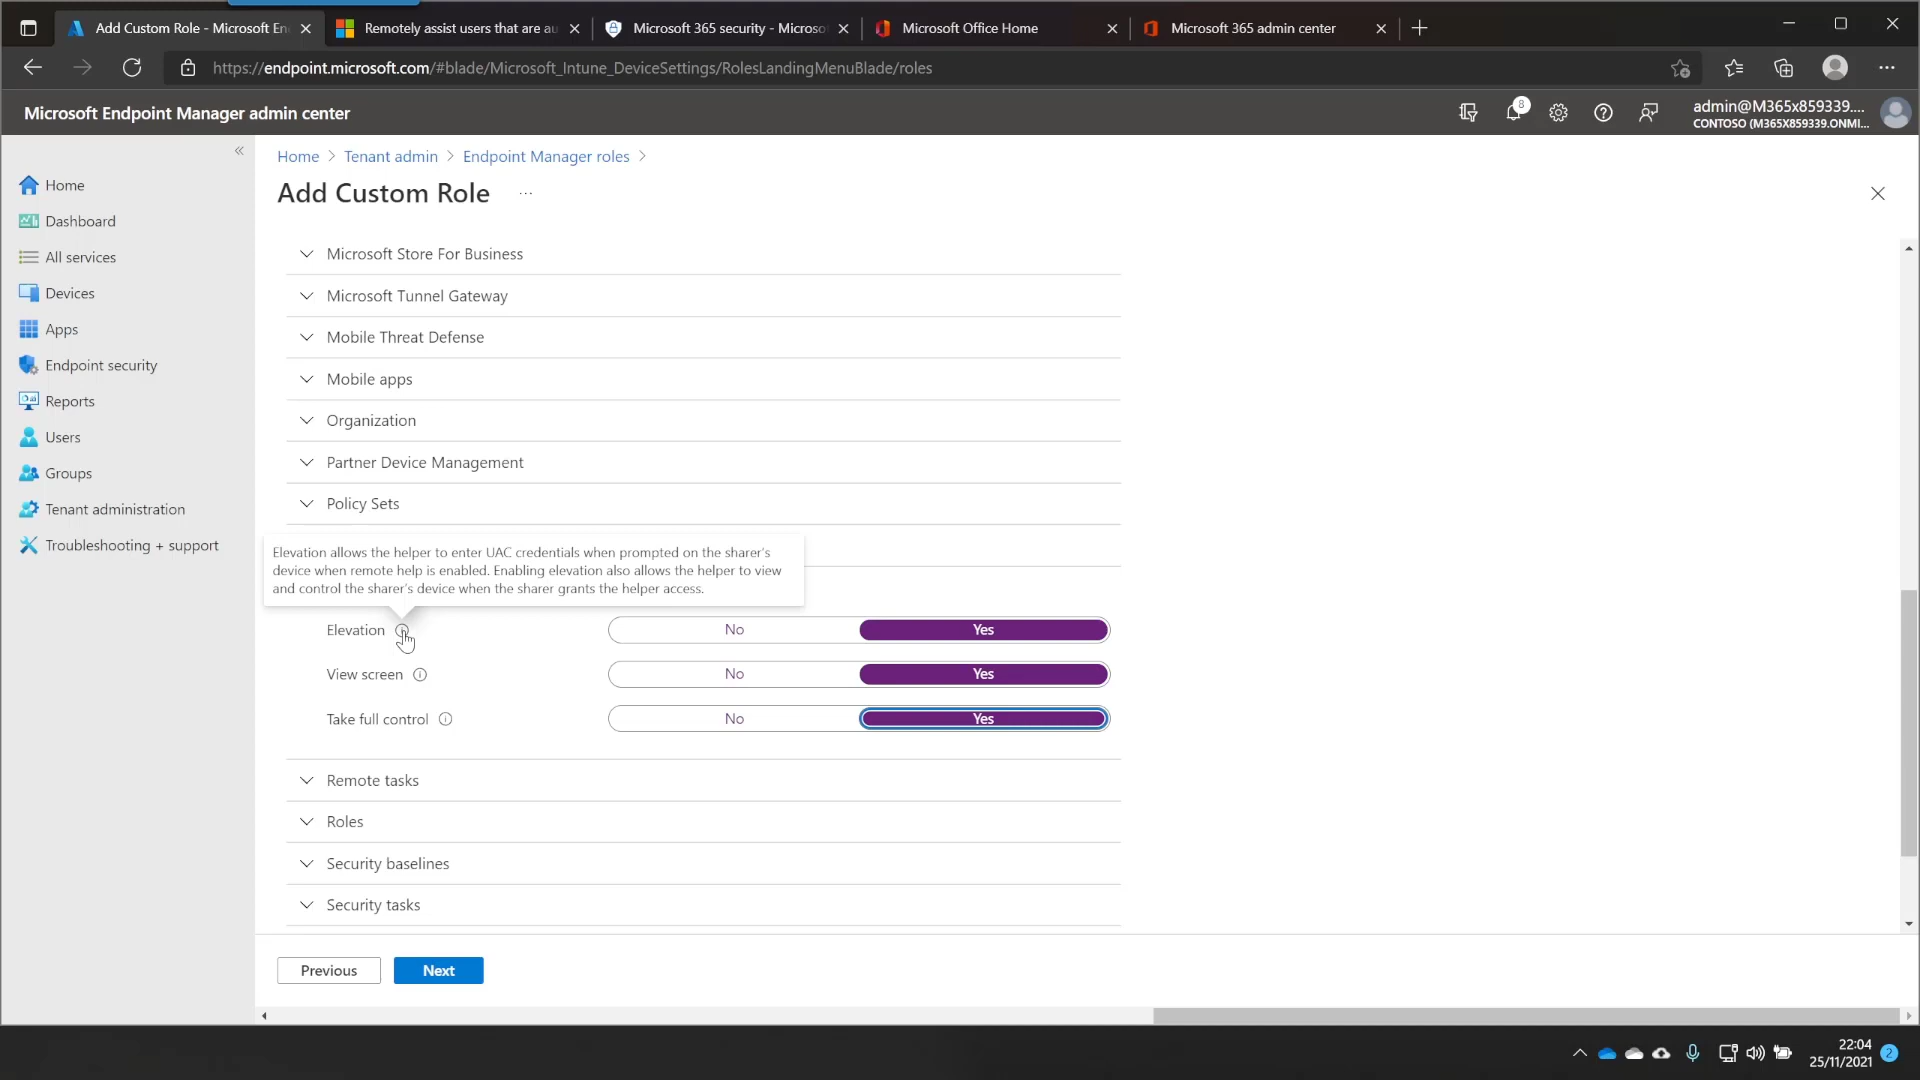 Add Custom Role - Microsoft En
Remotely assist users that are au
Microsoft 365 security - Microso
Microsoft Office Home
Microsoft 365 admin center
https://endpoint.microsoft.com/#blade/Microsoft_Intune_DeviceSettings/RolesLandingMenuBlade/roles
Microsoft Endpoint Manager admin center
8
admin@M365x859339....
CONTOSO (M365X859339.ONMI...
Home
Dashboard
All services
Devices
Apps
Endpoint security
Reports
Users
Groups
Tenant administration
Troubleshooting + support
Home > Tenant admin > Endpoint Manager roles >
Add Custom Role ...
Microsoft Store For Business
Microsoft Tunnel Gateway
Mobile Threat Defense
Mobile apps
Organization
Partner Device Management
Policy Sets
Elevation allows the helper to enter UAC credentials when prompted on the sharer's
device when remote help is enabled. Enabling elevation also allows the helper to view
and control the sharer's device when the sharer grants the helper access.
Elevation No Yes
View screen No Yes
Take full control No Yes
Remote tasks
Roles
Security baselines
Security tasks
Previous
Next
22:04
25/11/2021
2